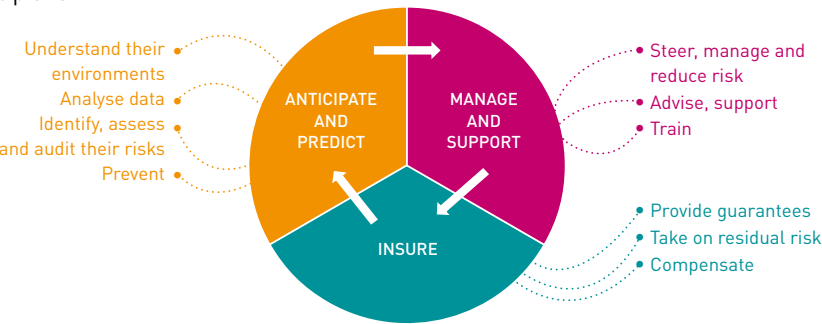 Understand their
environments
Analyse data
Identify, assess
and audit their risks
Prevent
ANTICIPATE
AND
PREDICT
MANAGE
AND
SUPPORT
INSURE
Steer, manage and
reduce risk
Advise, support
Train
Provide guarantees
Take on residual risk
Compensate